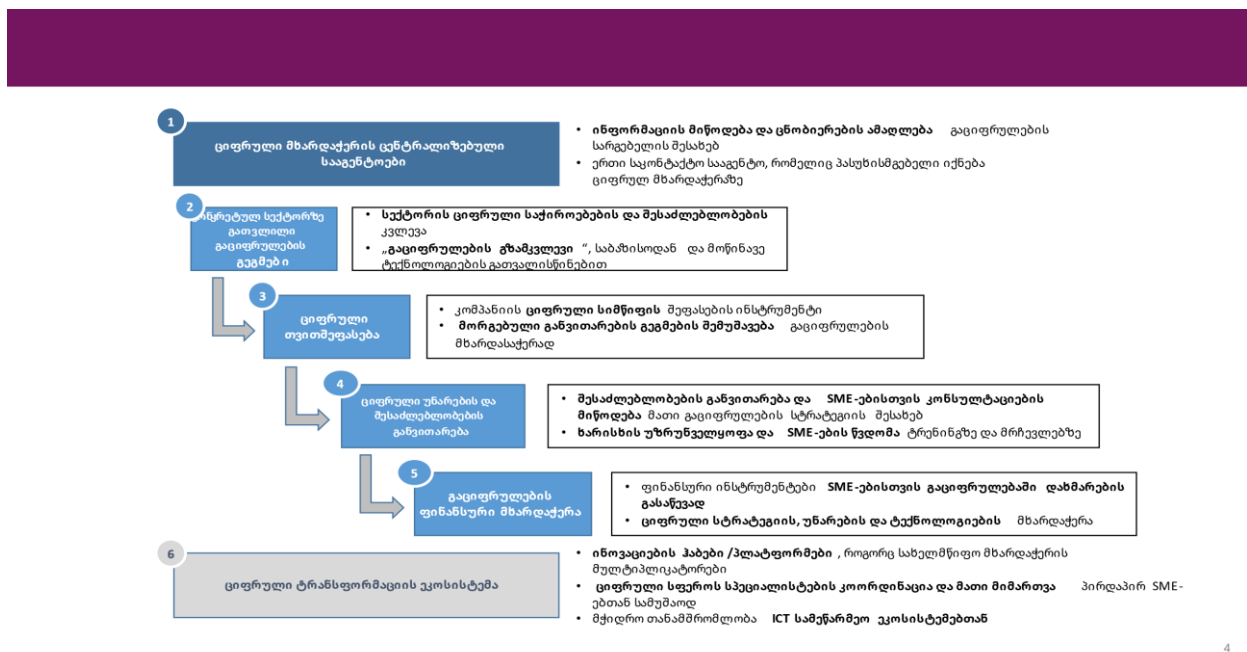 1
ციფრული მხარდაჭერის ცენტრალიზებული
სააგენტოები
• ინფორმაციის მიწოდება და ცნობიერების ამაღლება გაციფრულების
სარგებელის შესახებ
• ერთი საკონტაქტო სააგენტო, რომელიც პასუხისმგებელი იქნება
ციფრულ მხარდაჭერაზე
2
სექტორზე
გათვლილი
გაციფრულების
გეგმები
• სექტორის ციფრული საჭიროებების და შესაძლებლობების
კვლევა
• „გაციფრულების გზამკვლევი “, საბაზისოდან და მოწინავე
ტექნოლოგიების გათვალისწინებით
3
ციფრული
თვითშეფასება
• კომპანიის ციფრული სიმწიფის შეფასების ინსტრუმენტი
• მორგებული განვითარების გეგმების შემუშავება გაციფრულების
მხარდასაჭერად
4
ციფრული უნარების და
შესაძლებლობების
განვითარება
• შესაძლებლობების განვითარება და SME-ებისთვის კონსულტაციების
მიწოდება მათი გაციფრულების სტრატეგიის შესახებ
• ხარისხის უზრუნველყოფა და SME-ების წვდომა ტრენინგზე და მრჩევლებზე
5
გაციფრულების
ფინანსური მხარდაჭერა
• ფინანსური ინსტრუმენტები SME-ებისთვის გაციფრულებაში დახმარების
გასაწევად
• ციფრული სტრატეგიის, უნარების და ტექნოლოგიების მხარდაჭერა
6
ციფრული ტრანსფორმაციის ეკოსისტემა
• ინოვაციების ჰაბები /პლატფორმები , როგორც სახელმწიფო მხარდაჭერის
მულტიპლიკატორები
• ციფრული სფეროს სპეციალისტების კოორდინაცია და მათი მიმართვა პირდაპირ SME-
ებთან სამუშაოდ
• მჭიდრო თანამშრომლობა ICT სამეწარმეო ეკოსისტემებთან
4